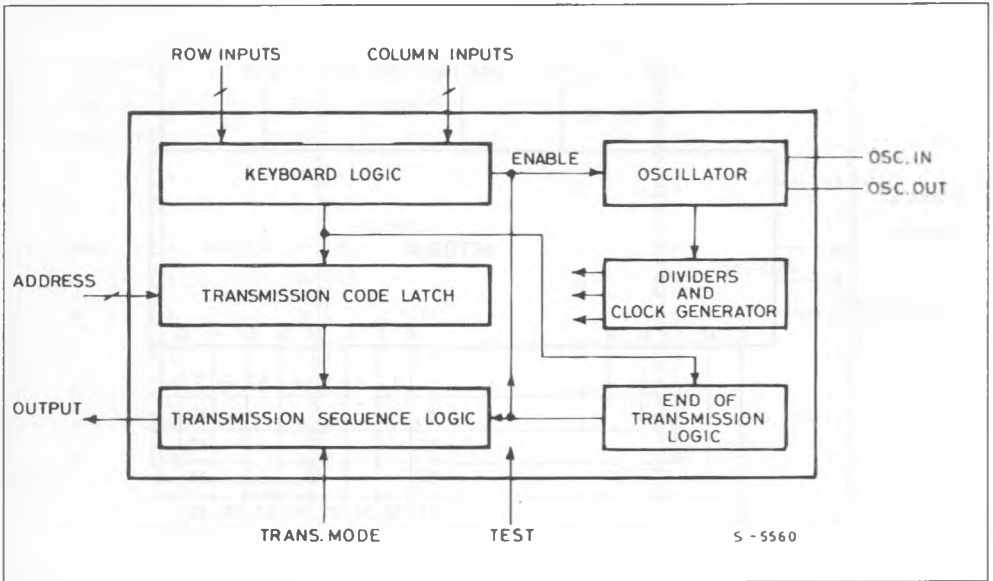 ROW INPUTS
COLUMN INPUTS
KEYBOARD LOGIC
ENABLE
OSCILLATOR
OSC.IN
OSC.OUT
ADDRESS
TRANSMISSION CODE LATCH
DIVIDERS
AND
CLOCK GENERATOR
OUTPUT
TRANSMISSION SEQUENCE LOGIC
END OF
TRANSMISSION
LOGIC
TRANS.MODE
TEST
S-5560